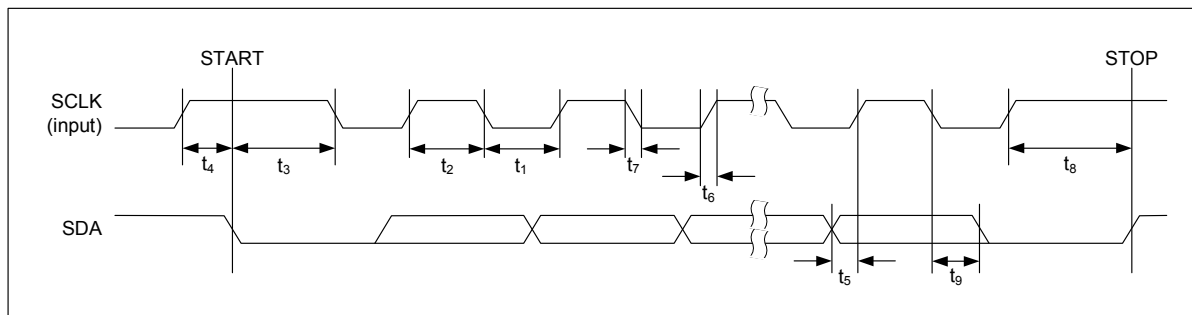 START
STOP
SCLK
(input)
t4
t3
t2
t1
t7
t6
t8
SDA
t5
t9